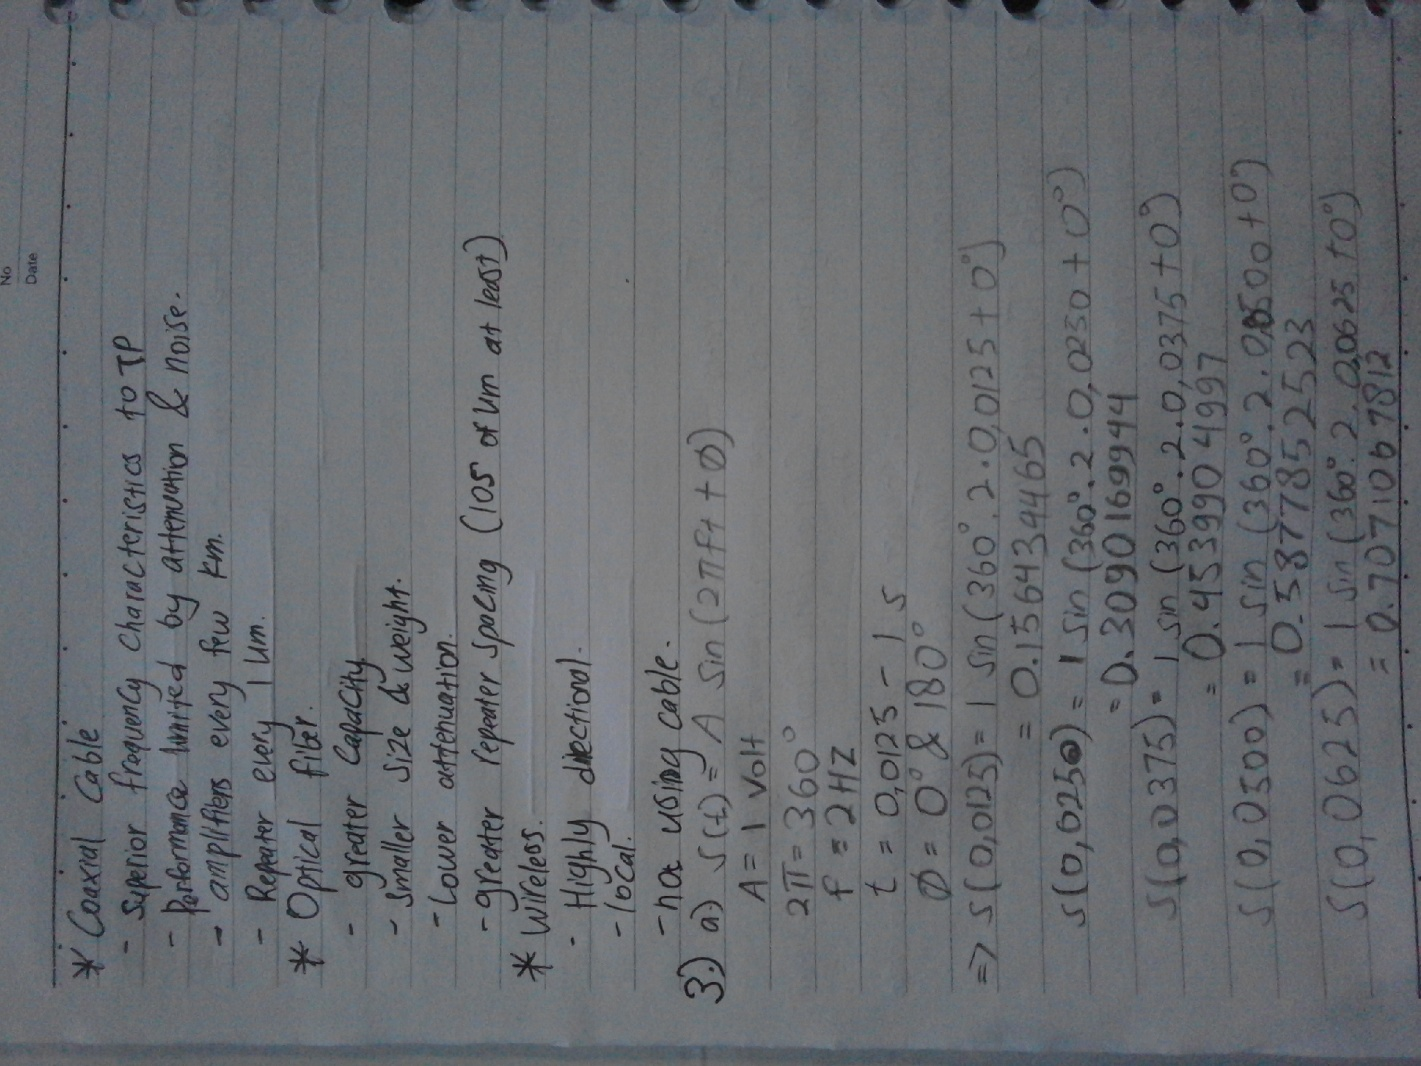 No
Date
* Coaxial Cable
- Superior frequency characteristics to TP
- Performance limited by attenuation & noise.
→ amplifiers every few km.
- Repeater every 1 km.
* Optical fiber.
- greater capacity
- smaller size & weight.
- Lower attenuation.
- greater repeater spacing (10s of km at least)
* Wireless.
- Highly directional.
- local.
- not using cable.
3.) a) s(t) = A sin (2πft + Ø)
A = 1 Volt
2π = 360°
f = 2 HZ
t = 0,0125 - 1 s
Ø = 0° & 180°
=> s(0,0125) = 1 sin (360°.2.0,0125 + 0°)
= 0.156434465
s(0,6250) = 1 sin (360°.2.0,0250 + 0°)
= 0.3090169944
s(0,0375) = 1 sin (360°.2.0,0375 + 0°)
= 0.4539904997
s(0,0500) = 1 sin (360°.2.0,0500 + 0°)
= 0.5877852523
s(0,0625) = 1 sin (360°.2.0,0625 + 0°)
= 0.7071067812